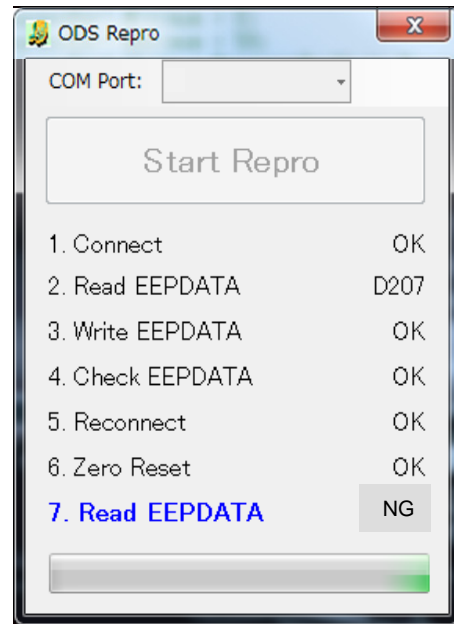 ODS Repro
COM Port:
Start Repro
1. Connect OK
2. Read EEPDATA D207
3. Write EEPDATA OK
4. Check EEPDATA OK
5. Reconnect OK
6. Zero Reset OK
7. Read EEPDATA NG